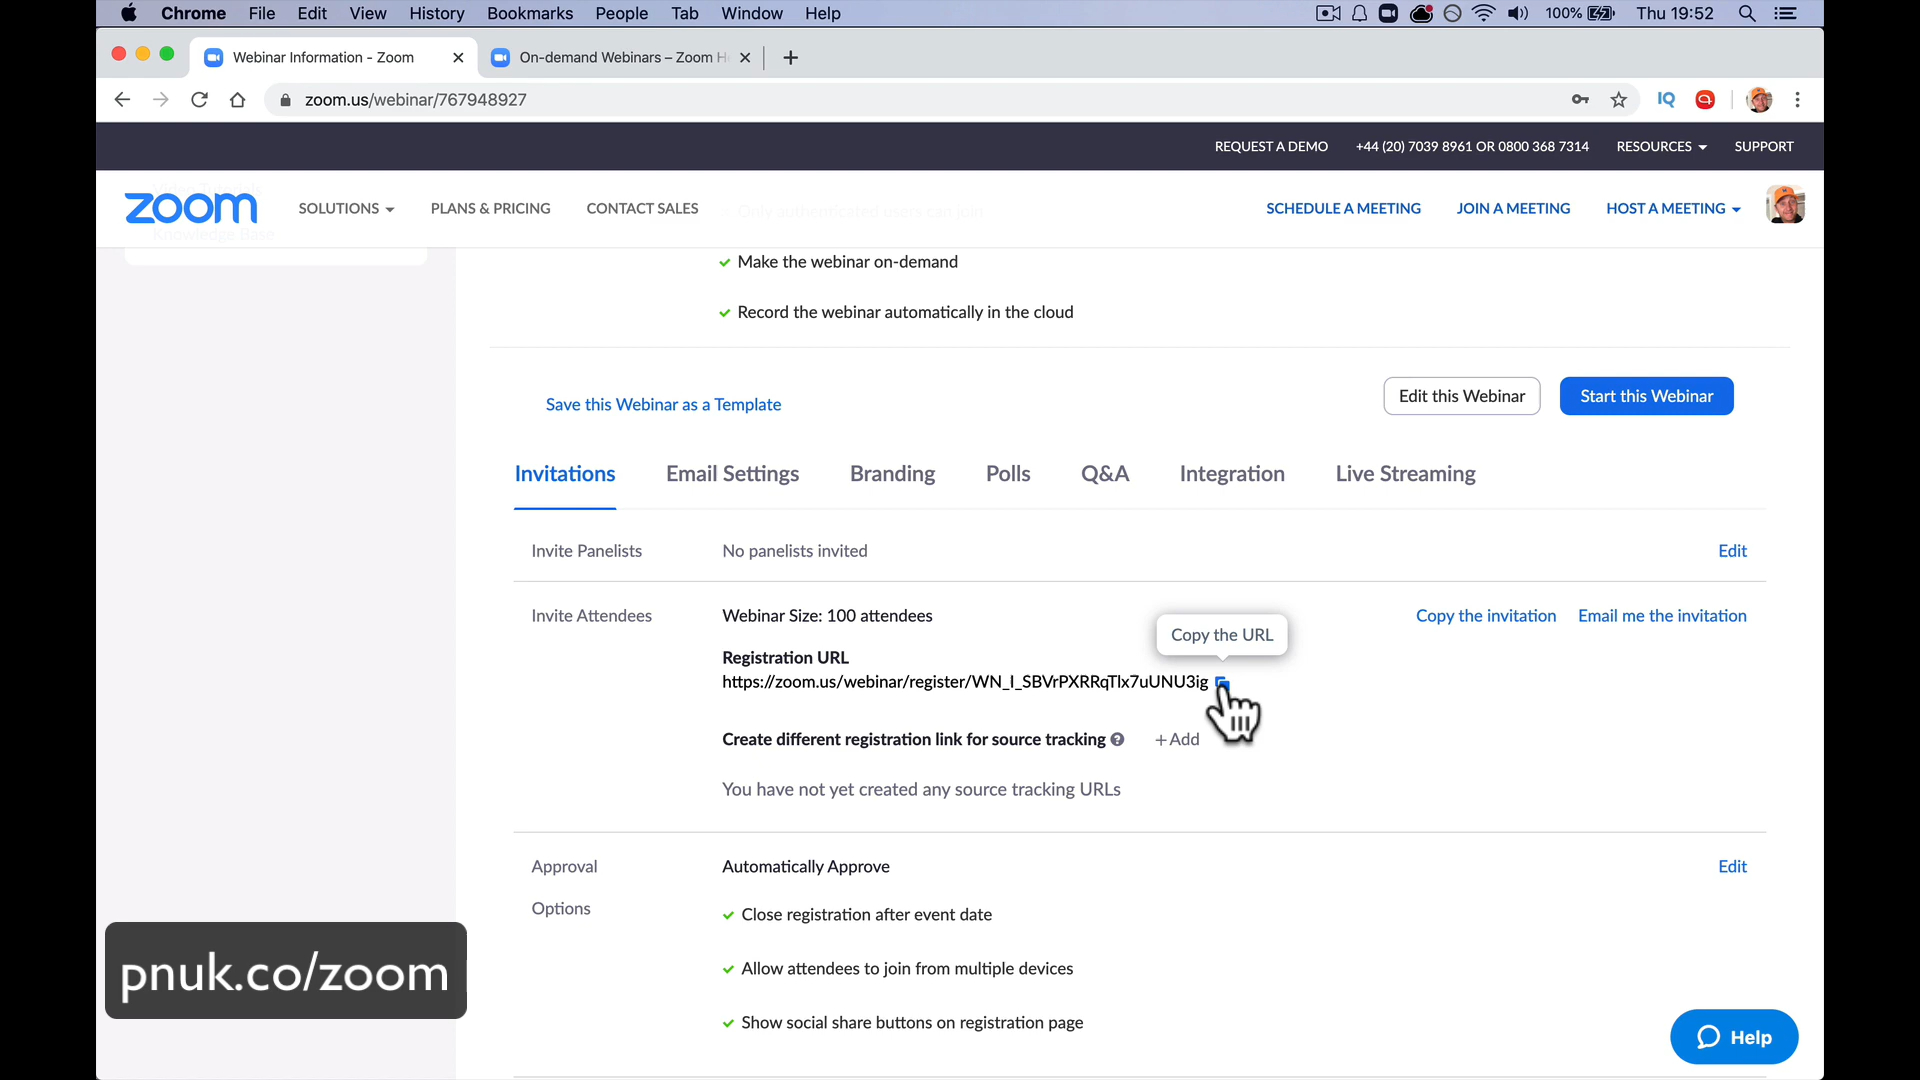 Chrome File Edit View History Bookmarks People Tab Window Help 100% Thu 19:52
Webinar Information - Zoom
On-demand Webinars – Zoom H
zoom.us/webinar/767948927
IQ
REQUEST A DEMO +44 (20) 7039 8961 OR 0800 368 7314 RESOURCES SUPPORT
zoom SOLUTIONS PLANS & PRICING CONTACT SALES SCHEDULE A MEETING JOIN A MEETING HOST A MEETING
Only authenticated users can join
Knowledge Base
Make the webinar on-demand
Record the webinar automatically in the cloud
Save this Webinar as a Template
Edit this Webinar
Start this Webinar
Invitations Email Settings Branding Polls Q&A Integration Live Streaming
Invite Panelists No panelists invited Edit
Invite Attendees Webinar Size: 100 attendees Copy the invitation Email me the invitation
Copy the URL
Registration URL
https://zoom.us/webinar/register/WN_I_SBVrPXRRqTlx7uUNU3ig
Create different registration link for source tracking +Add
You have not yet created any source tracking URLs
Approval Automatically Approve Edit
Options Close registration after event date
Allow attendees to join from multiple devices
Show social share buttons on registration page
pnuk.co/zoom
Help